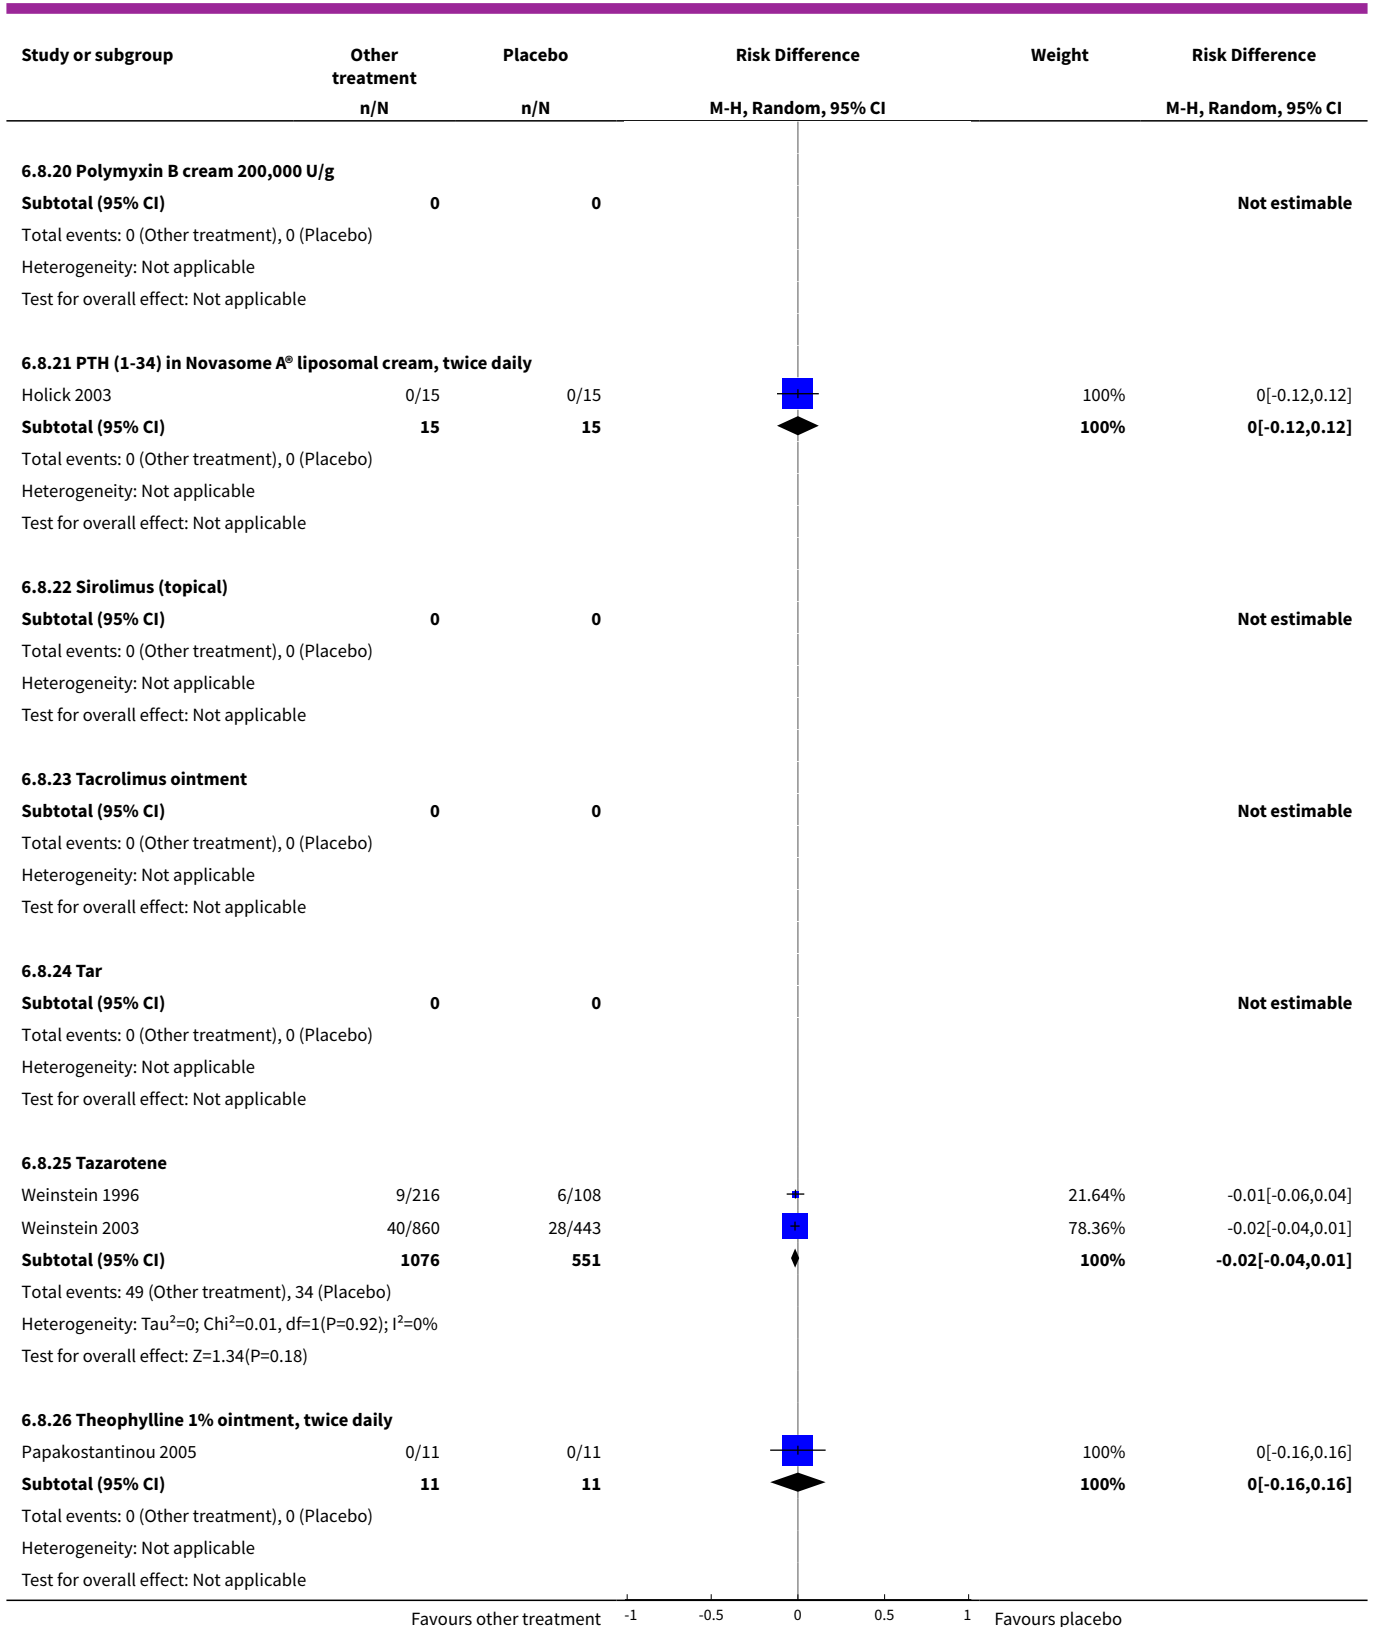 Study or subgroup Other treatment Placebo Risk Difference Weight Risk Difference
n/N n/N M-H, Random, 95% CI M-H, Random, 95% CI
6.8.20 Polymyxin B cream 200,000 U/g
Subtotal (95% CI) 0 0 Not estimable
Total events: 0 (Other treatment), 0 (Placebo)
Heterogeneity: Not applicable
Test for overall effect: Not applicable
6.8.21 PTH (1-34) in Novasome A® liposomal cream, twice daily
Holick 2003 0/15 0/15 100% 0[-0.12,0.12]
Subtotal (95% CI) 15 15 100% 0[-0.12,0.12]
Total events: 0 (Other treatment), 0 (Placebo)
Heterogeneity: Not applicable
Test for overall effect: Not applicable
6.8.22 Sirolimus (topical)
Subtotal (95% CI) 0 0 Not estimable
Total events: 0 (Other treatment), 0 (Placebo)
Heterogeneity: Not applicable
Test for overall effect: Not applicable
6.8.23 Tacrolimus ointment
Subtotal (95% CI) 0 0 Not estimable
Total events: 0 (Other treatment), 0 (Placebo)
Heterogeneity: Not applicable
Test for overall effect: Not applicable
6.8.24 Tar
Subtotal (95% CI) 0 0 Not estimable
Total events: 0 (Other treatment), 0 (Placebo)
Heterogeneity: Not applicable
Test for overall effect: Not applicable
6.8.25 Tazarotene
Weinstein 1996 9/216 6/108 21.64% -0.01[-0.06,0.04]
Weinstein 2003 40/860 28/443 78.36% -0.02[-0.04,0.01]
Subtotal (95% CI) 1076 551 100% -0.02[-0.04,0.01]
Total events: 49 (Other treatment), 34 (Placebo)
Heterogeneity: Tau²=0; Chi²=0.01, df=1(P=0.92); I²=0%
Test for overall effect: Z=1.34(P=0.18)
6.8.26 Theophylline 1% ointment, twice daily
Papakostantinou 2005 0/11 0/11 100% 0[-0.16,0.16]
Subtotal (95% CI) 11 11 100% 0[-0.16,0.16]
Total events: 0 (Other treatment), 0 (Placebo)
Heterogeneity: Not applicable
Test for overall effect: Not applicable
Favours other treatment -1 -0.5 0 0.5 1 Favours placebo